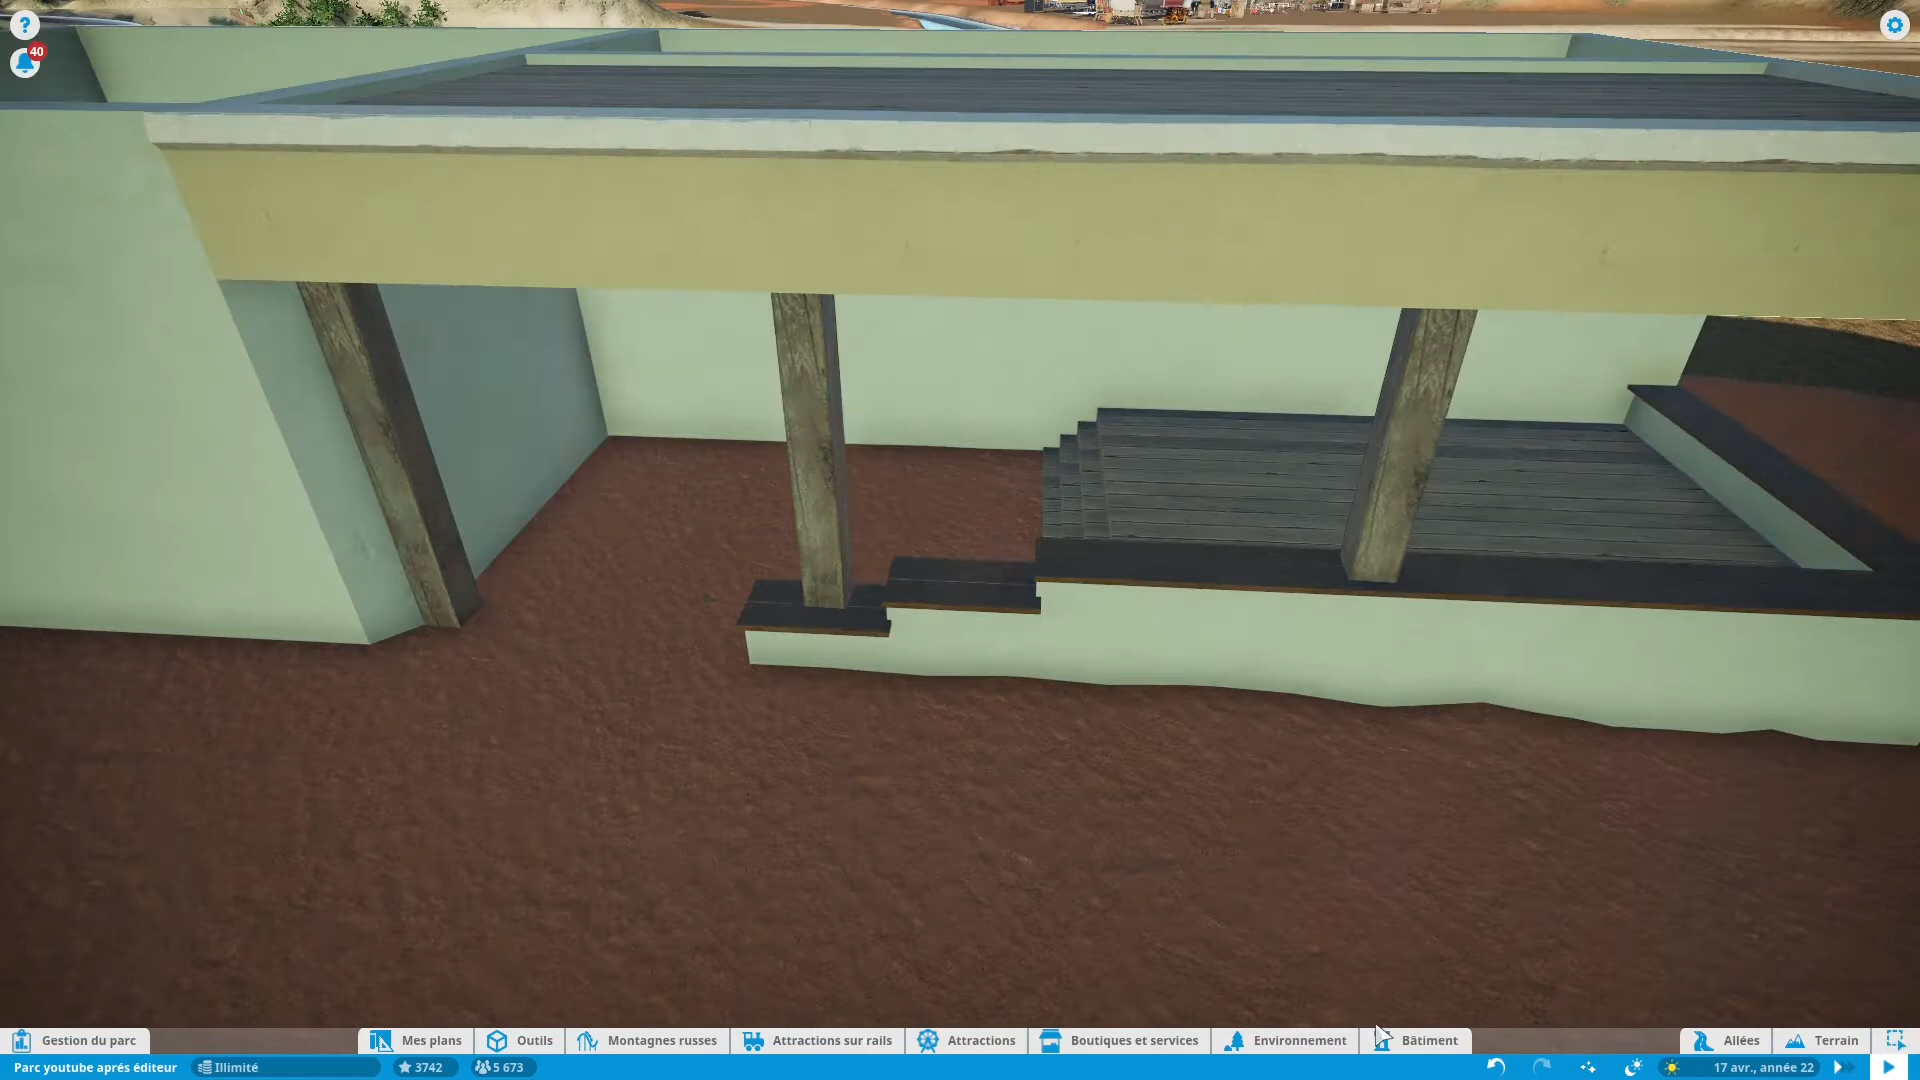 ?
40
Gestion du parc
Mes plans
Outils
Montagnes russes
Attractions sur rails
Attractions
Boutiques et services
Environnement
Bâtiment
Allées
Terrain
Parc youtube aprés éditeur
Illimité
3742
5 673
17 avr., année 22